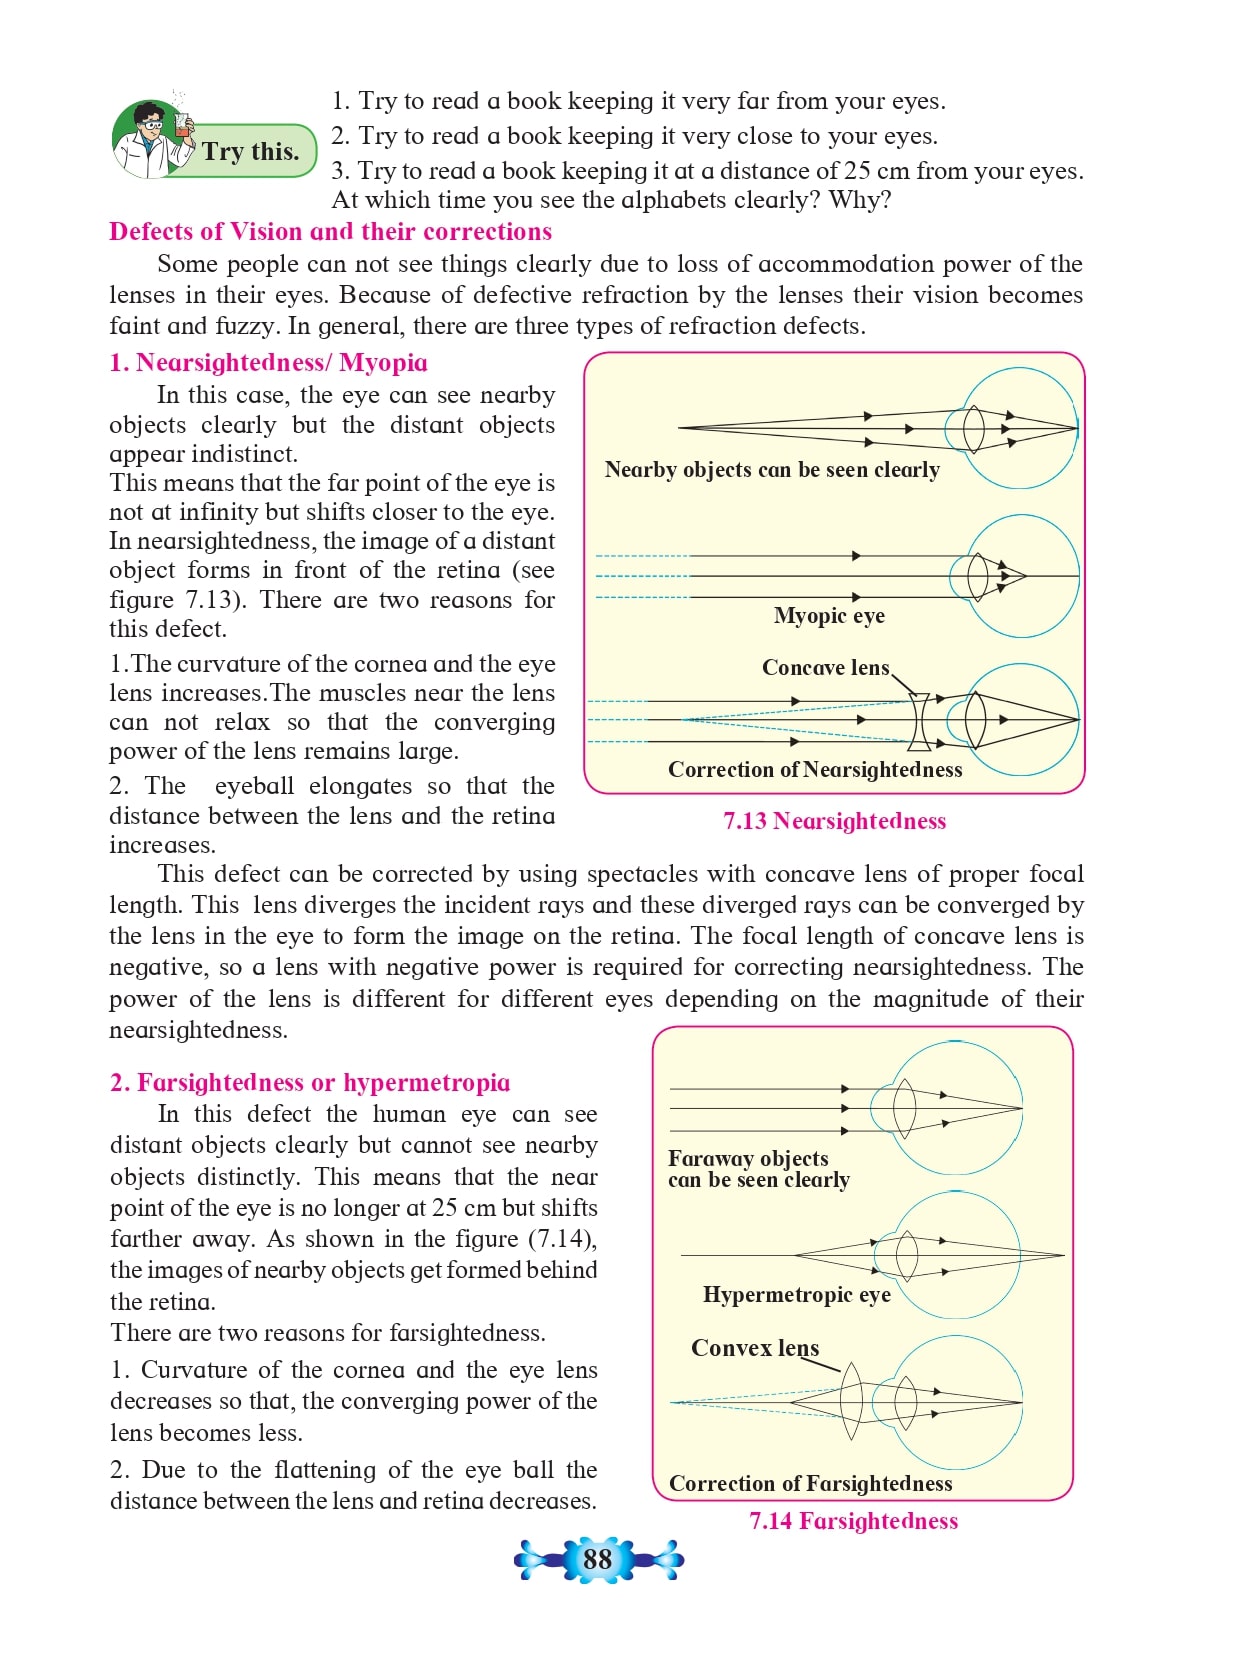 Try this.
1. Try to read a book keeping it very far from your eyes.
2. Try to read a book keeping it very close to your eyes.
3. Try to read a book keeping it at a distance of 25 cm from your eyes.
At which time you see the alphabets clearly? Why?
Defects of Vision and their corrections
Some people can not see things clearly due to loss of accommodation power of the
lenses in their eyes. Because of defective refraction by the lenses their vision becomes
faint and fuzzy. In general, there are three types of refraction defects.
1. Nearsightedness/ Myopia
In this case, the eye can see nearby
objects clearly but the distant objects
appear indistinct.
This means that the far point of the eye is
not at infinity but shifts closer to the eye.
In nearsightedness, the image of a distant
object forms in front of the retina (see
figure 7.13). There are two reasons for
this defect.
1.The curvature of the cornea and the eye
lens increases.The muscles near the lens
can not relax so that the converging
power of the lens remains large.
2. The eyeball elongates so that the
distance between the lens and the retina
increases.
Nearby objects can be seen clearly
Myopic eye
Concave lens
Correction of Nearsightedness
7.13 Nearsightedness
This defect can be corrected by using spectacles with concave lens of proper focal
length. This lens diverges the incident rays and these diverged rays can be converged by
the lens in the eye to form the image on the retina. The focal length of concave lens is
negative, so a lens with negative power is required for correcting nearsightedness. The
power of the lens is different for different eyes depending on the magnitude of their
nearsightedness.
2. Farsightedness or hypermetropia
In this defect the human eye can see
distant objects clearly but cannot see nearby
objects distinctly. This means that the near
point of the eye is no longer at 25 cm but shifts
farther away. As shown in the figure (7.14),
the images of nearby objects get formed behind
the retina.
There are two reasons for farsightedness.
1. Curvature of the cornea and the eye lens
decreases so that, the converging power of the
lens becomes less.
2. Due to the flattening of the eye ball the
distance between the lens and retina decreases.
Faraway objects
can be seen clearly
Hypermetropic eye
Convex lens
Correction of Farsightedness
7.14 Farsightedness
88